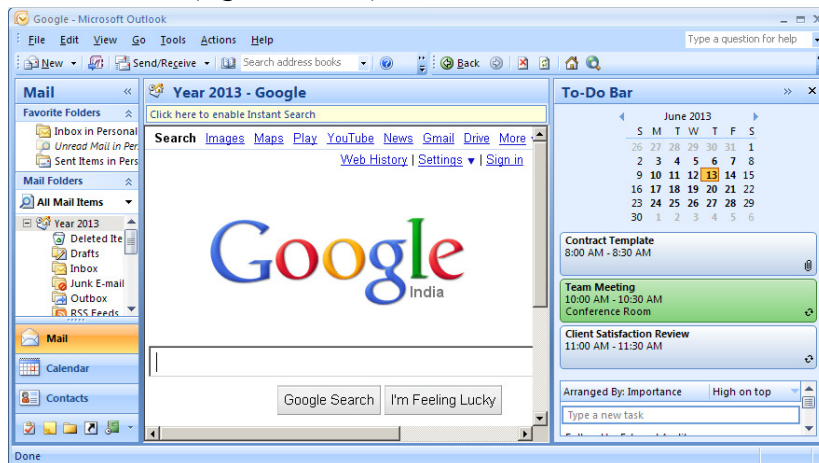 Google - Microsoft Outlook
File Edit View Go Tools Actions Help
Type a question for help
New Send/Receive Search address books Back
Mail «
Favorite Folders
Inbox in Personal
Unread Mail in Per
Sent Items in Pers
Mail Folders
All Mail Items
Year 2013
Deleted Ite
Drafts
Inbox
Junk E-mail
Outbox
RSS Feeds
Mail
Calendar
Contacts
Year 2013 - Google
Click here to enable Instant Search
Search Images Maps Play YouTube News Gmail Drive More
Web History | Settings ▼ | Sign in
Google
India
Google Search I'm Feeling Lucky
To-Do Bar » ×
June 2013
S M T W T F S
26 27 28 29 30 31 1
2 3 4 5 6 7 8
9 10 11 12 13 14 15
16 17 18 19 20 21 22
23 24 25 26 27 28 29
30 1 2 3 4 5 6
Contract Template
8:00 AM - 8:30 AM
Team Meeting
10:00 AM - 10:30 AM
Conference Room
Client Satisfaction Review
11:00 AM - 11:30 AM
Arranged By: Importance High on top
Type a new task
Done